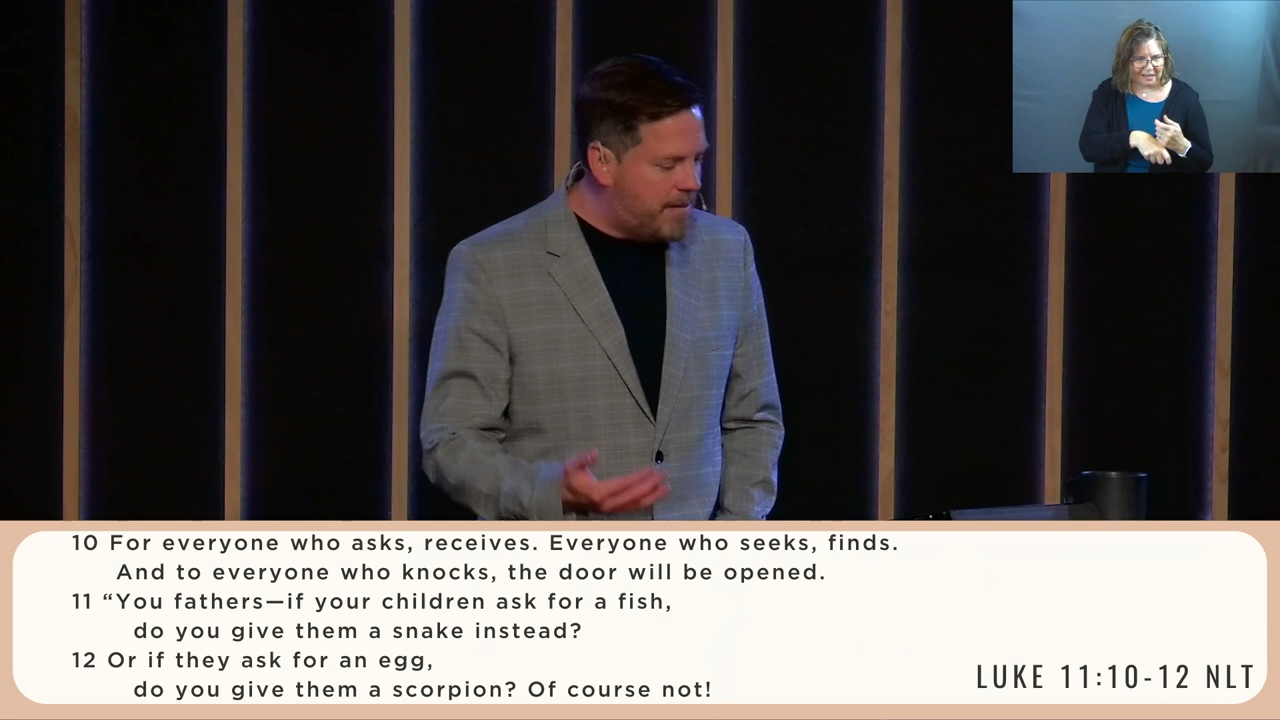 10 For everyone who asks, receives. Everyone who seeks, finds.
And to everyone who knocks, the door will be opened.
11 “You fathers—if your children ask for a fish,
do you give them a snake instead?
12 Or if they ask for an egg,
do you give them a scorpion? Of course not!
LUKE 11:10-12 NLT